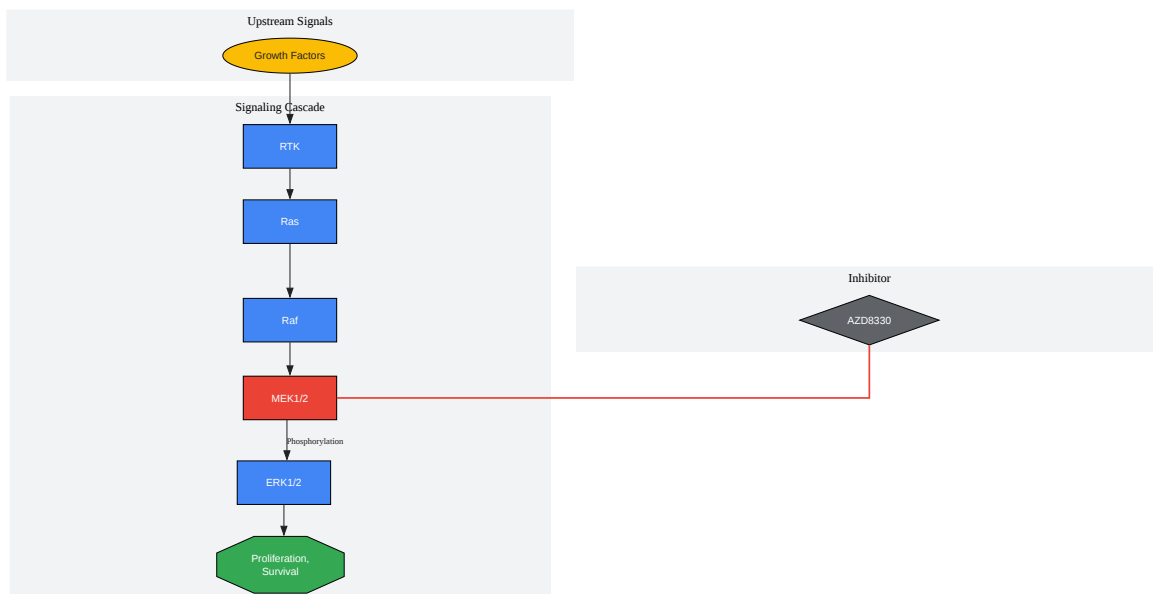 Upstream Signals
Growth Factors
Signaling Cascade
RTK
Ras
Inhibitor
Raf
AZD8330
MEK1/2
Phosphorylation
ERK1/2
Proliferation,
Survival